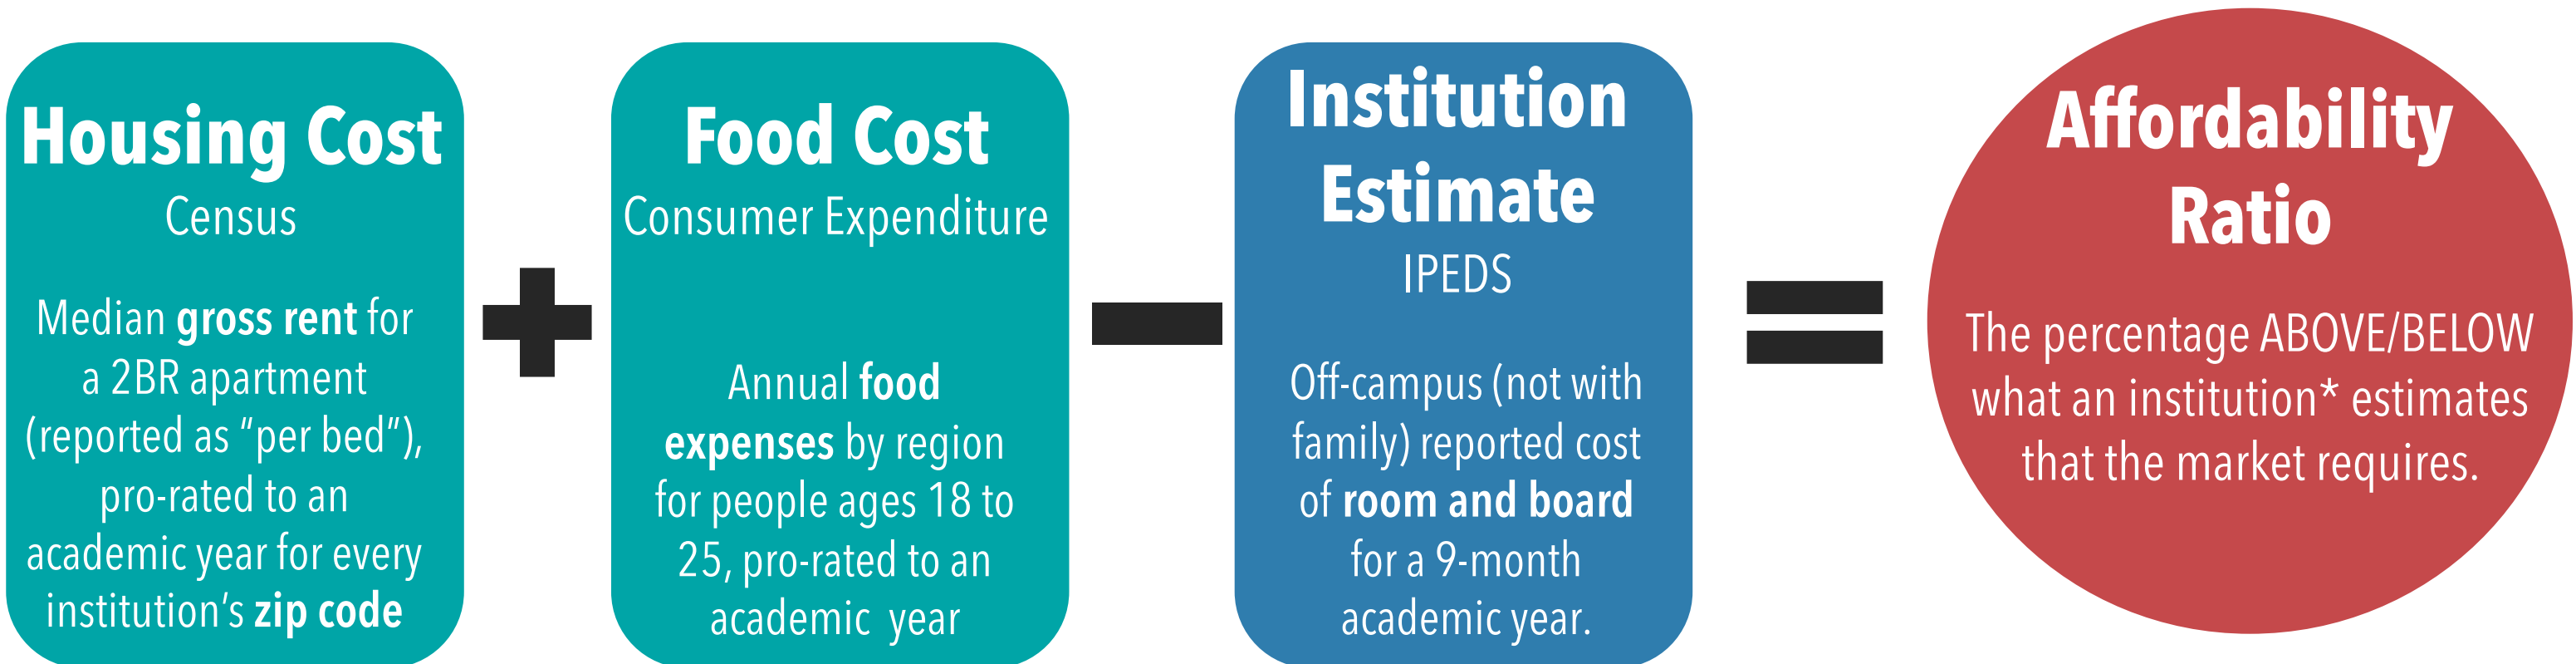 Housing Cost
Census
Median gross rent for
a 2BR apartment
(reported as "per bed"),
pro-rated to an
academic year for every
institution's zip code
+
Food Cost
Consumer Expenditure
Annual food
expenses by region
for people ages 18 to
25, pro-rated to an
academic year
−
Institution
Estimate
IPEDS
Off-campus (not with
family) reported cost
of room and board
for a 9-month
academic year.
=
Affordability
Ratio
The percentage ABOVE/BELOW
what an institution* estimates
that the market requires.